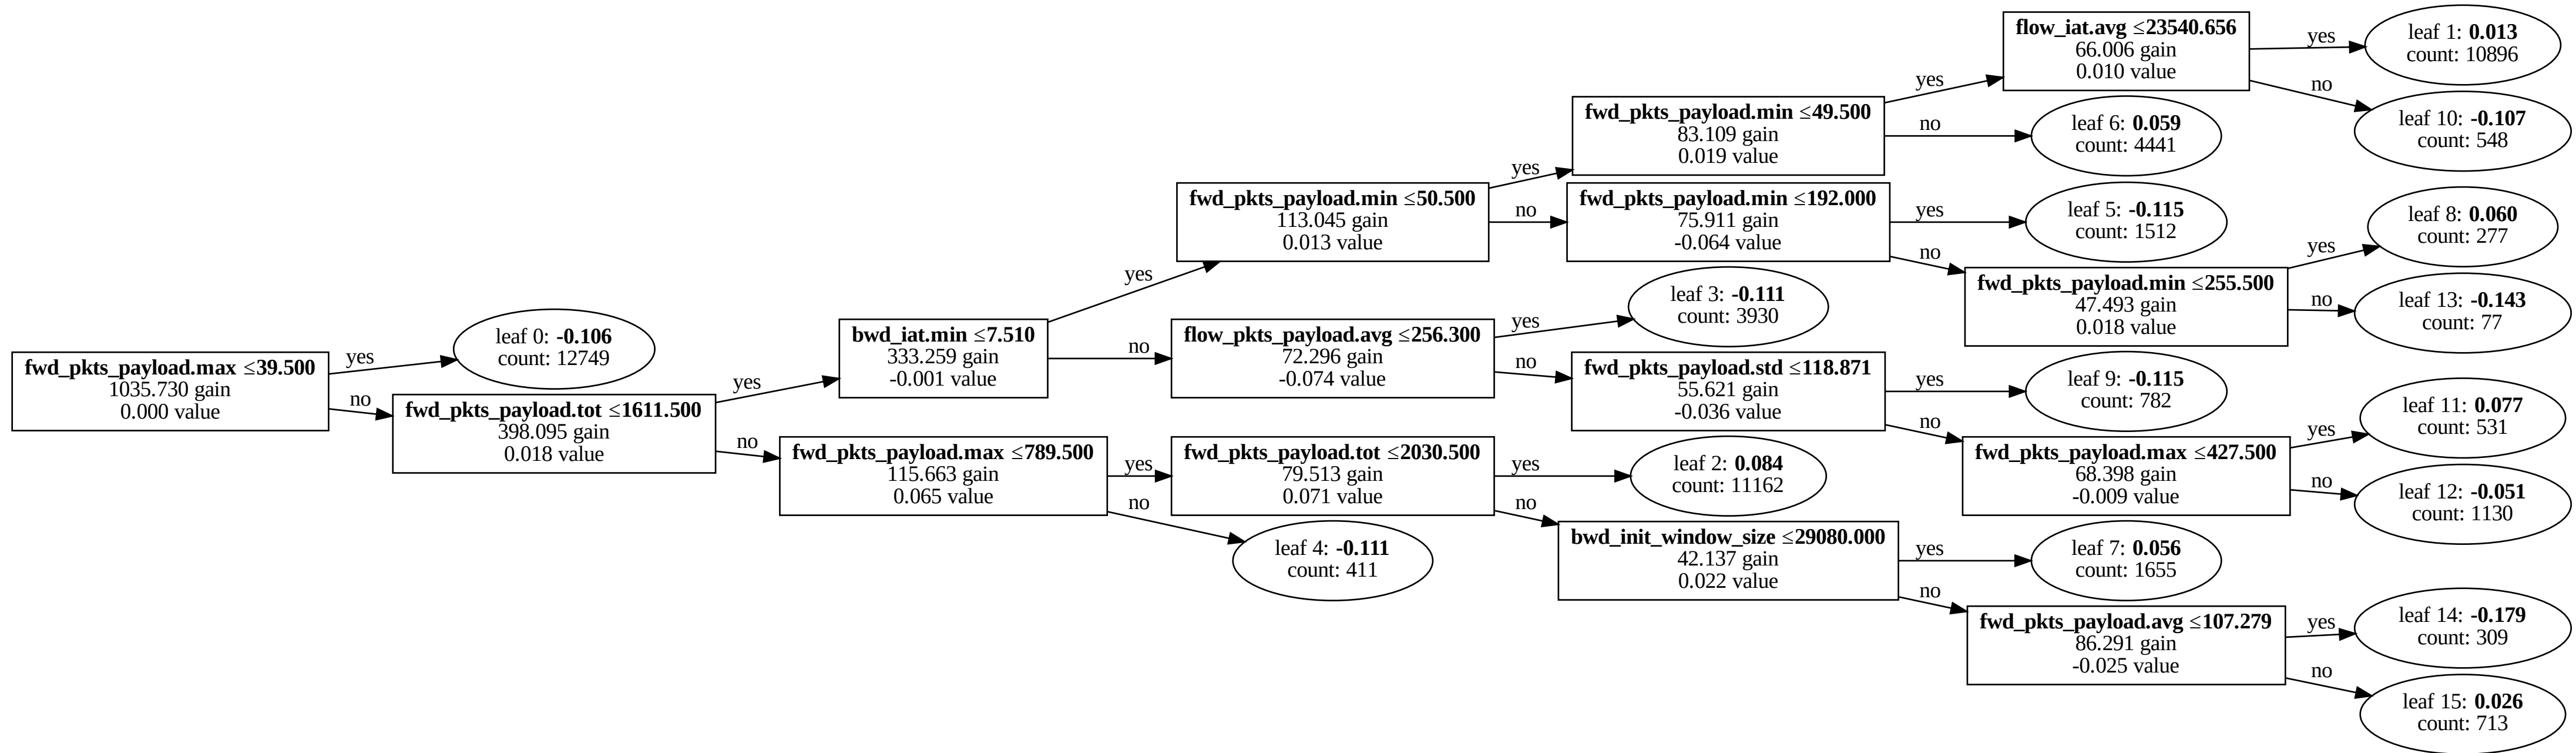 fwd_pkts_payload.max ≤39.500
1035.730 gain
0.000 value
yes
no
leaf 0: -0.106
count: 12749
fwd_pkts_payload.tot ≤1611.500
398.095 gain
0.018 value
yes
no
bwd_iat.min ≤7.510
333.259 gain
-0.001 value
yes
no
fwd_pkts_payload.max ≤789.500
115.663 gain
0.065 value
yes
no
fwd_pkts_payload.min ≤50.500
113.045 gain
0.013 value
yes
no
flow_pkts_payload.avg ≤256.300
72.296 gain
-0.074 value
yes
no
fwd_pkts_payload.tot ≤2030.500
79.513 gain
0.071 value
yes
no
leaf 4: -0.111
count: 411
fwd_pkts_payload.min ≤49.500
83.109 gain
0.019 value
yes
no
fwd_pkts_payload.min ≤192.000
75.911 gain
-0.064 value
yes
no
leaf 3: -0.111
count: 3930
fwd_pkts_payload.std ≤118.871
55.621 gain
-0.036 value
yes
no
leaf 2: 0.084
count: 11162
bwd_init_window_size ≤29080.000
42.137 gain
0.022 value
yes
no
flow_iat.avg ≤23540.656
66.006 gain
0.010 value
yes
no
leaf 6: 0.059
count: 4441
leaf 5: -0.115
count: 1512
fwd_pkts_payload.min ≤255.500
47.493 gain
0.018 value
yes
no
leaf 9: -0.115
count: 782
fwd_pkts_payload.max ≤427.500
68.398 gain
-0.009 value
yes
no
leaf 7: 0.056
count: 1655
fwd_pkts_payload.avg ≤107.279
86.291 gain
-0.025 value
yes
no
leaf 1: 0.013
count: 10896
leaf 10: -0.107
count: 548
leaf 8: 0.060
count: 277
leaf 13: -0.143
count: 77
leaf 11: 0.077
count: 531
leaf 12: -0.051
count: 1130
leaf 14: -0.179
count: 309
leaf 15: 0.026
count: 713